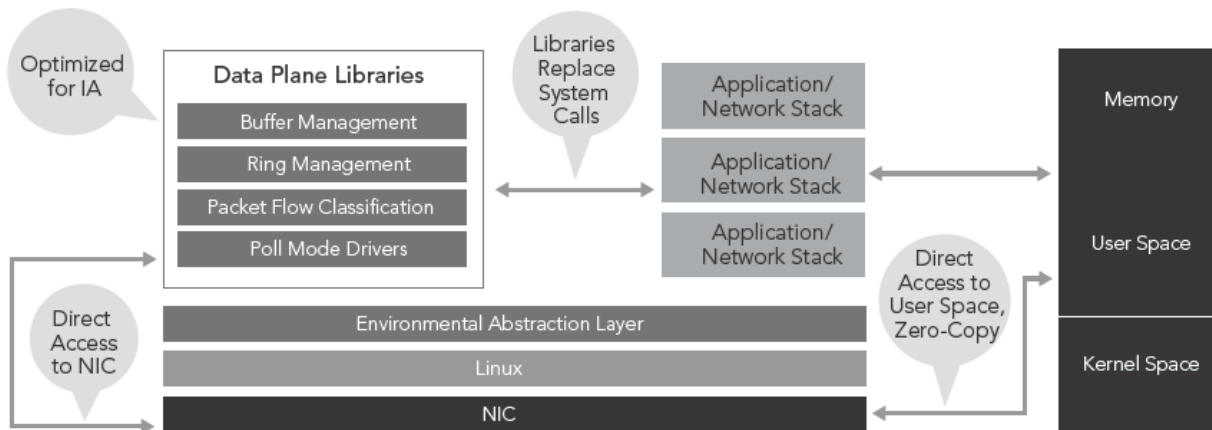 Optimized
for IA
Data Plane Libraries
Buffer Management
Ring Management
Packet Flow Classification
Poll Mode Drivers
Libraries
Replace
System
Calls
Application/
Network Stack
Application/
Network Stack
Application/
Network Stack
Memory
User Space
Kernel Space
Direct
Access to
User Space,
Zero-Copy
Direct
Access
to NIC
Environmental Abstraction Layer
Linux
NIC